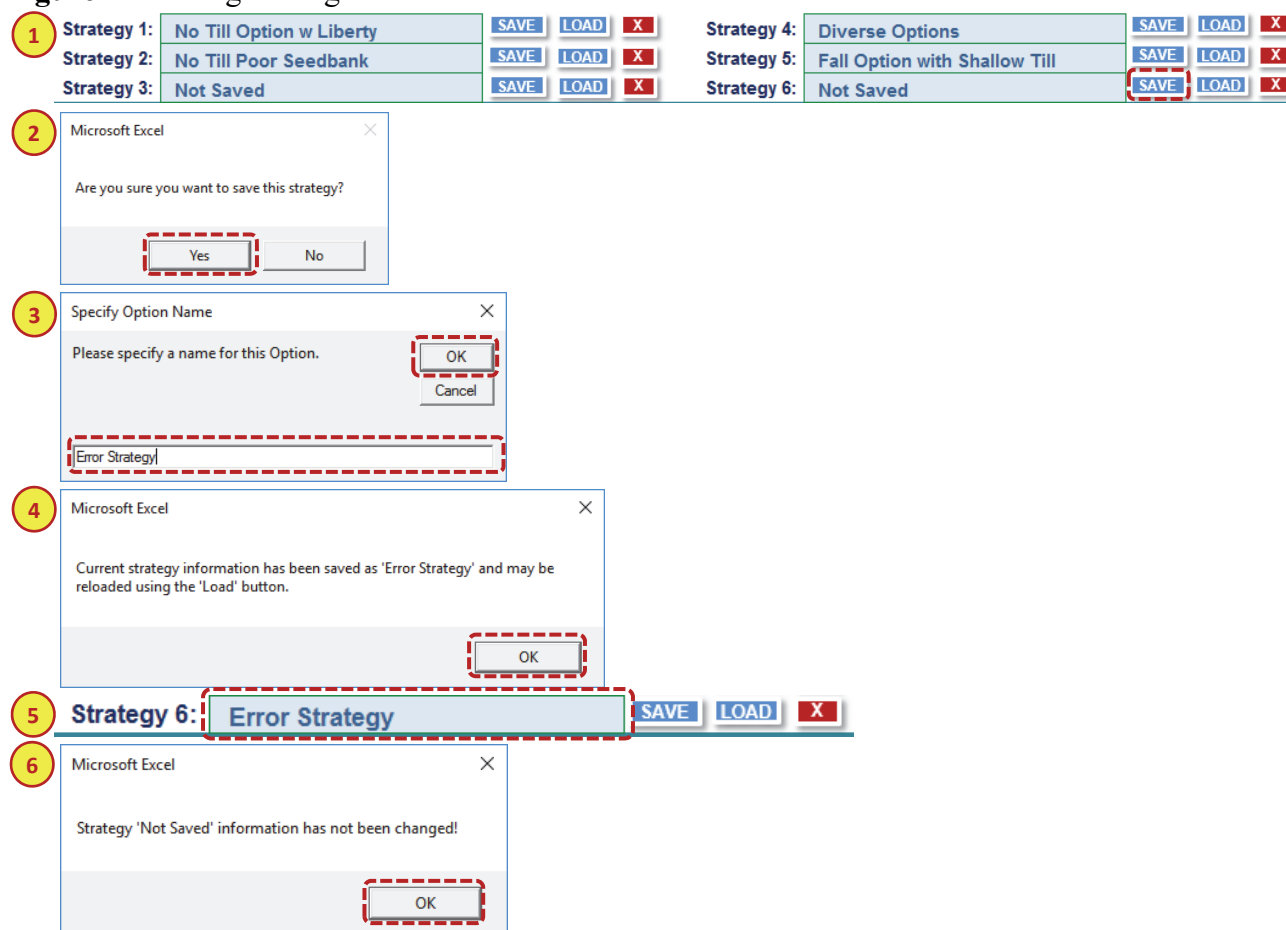 1
Strategy 1: No Till Option w Liberty SAVE LOAD X Strategy 4: Diverse Options SAVE LOAD X
Strategy 2: No Till Poor Seedbank SAVE LOAD X Strategy 5: Fall Option with Shallow Till SAVE LOAD X
Strategy 3: Not Saved SAVE LOAD X Strategy 6: Not Saved SAVE LOAD X
2
Microsoft Excel
Are you sure you want to save this strategy?
Yes No
3
Specify Option Name
Please specify a name for this Option.
OK
Cancel
Error Strategy
4
Microsoft Excel
Current strategy information has been saved as 'Error Strategy' and may be
reloaded using the 'Load' button.
OK
5
Strategy 6: Error Strategy SAVE LOAD X
6
Microsoft Excel
Strategy 'Not Saved' information has not been changed!
OK